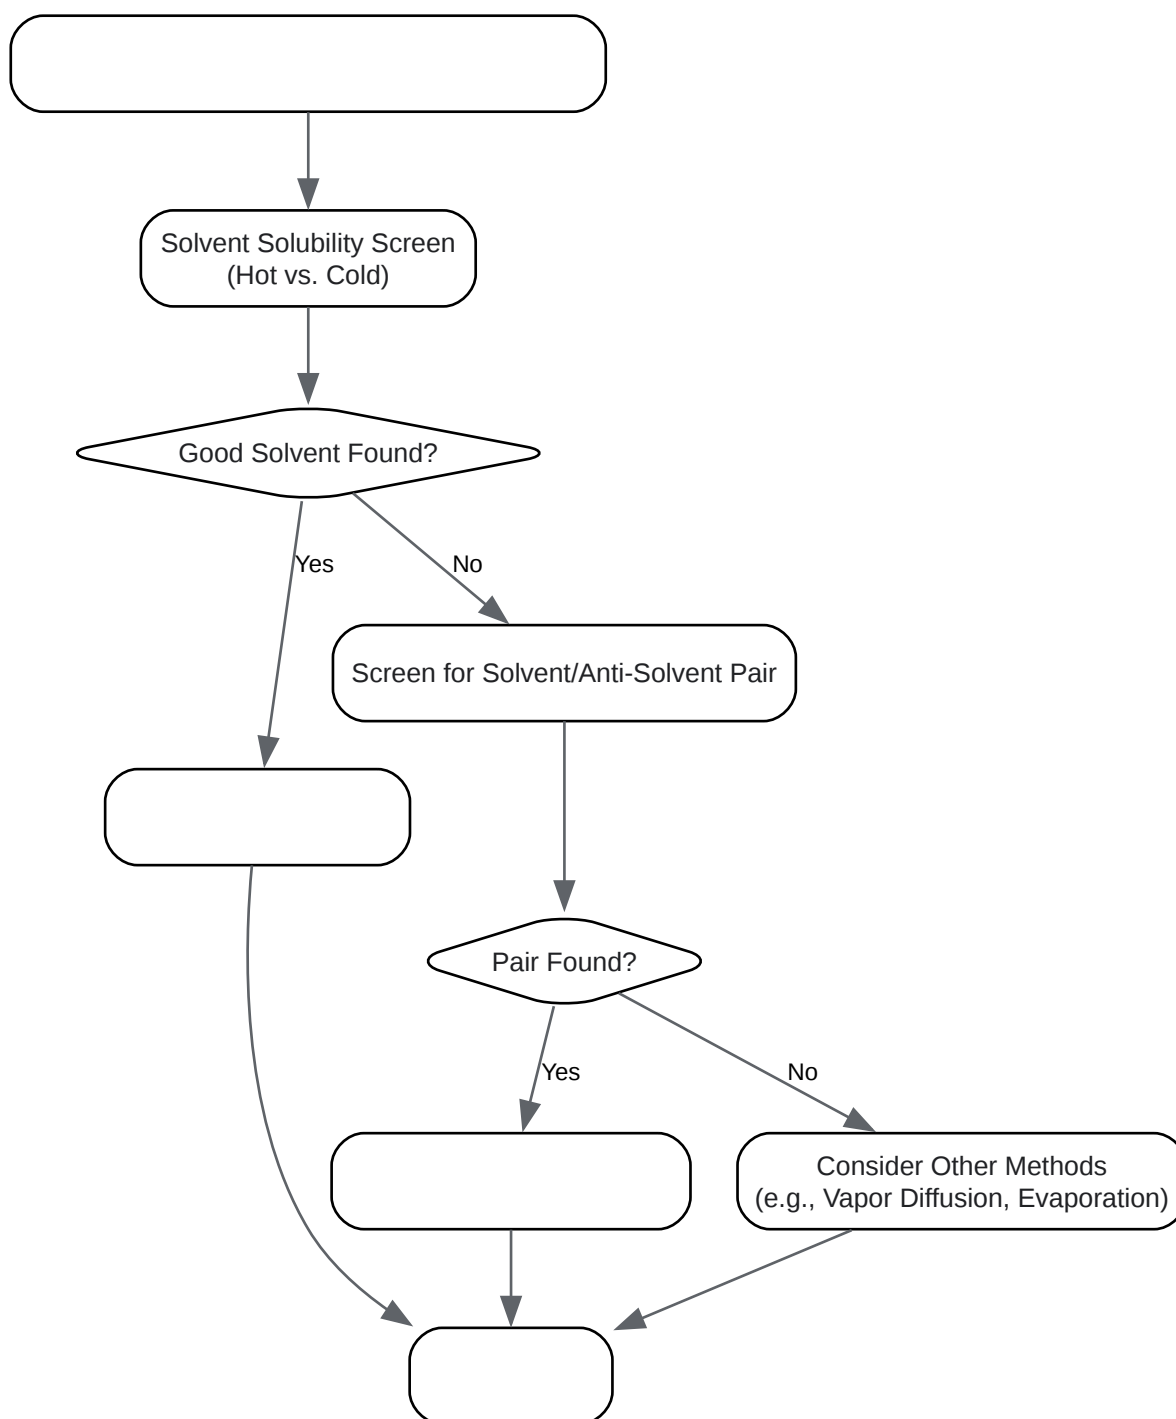 Solvent Solubility Screen
(Hot vs. Cold)
Good Solvent Found?
Yes
No
Screen for Solvent/Anti-Solvent Pair
Pair Found?
Yes
No
Consider Other Methods
(e.g., Vapor Diffusion, Evaporation)